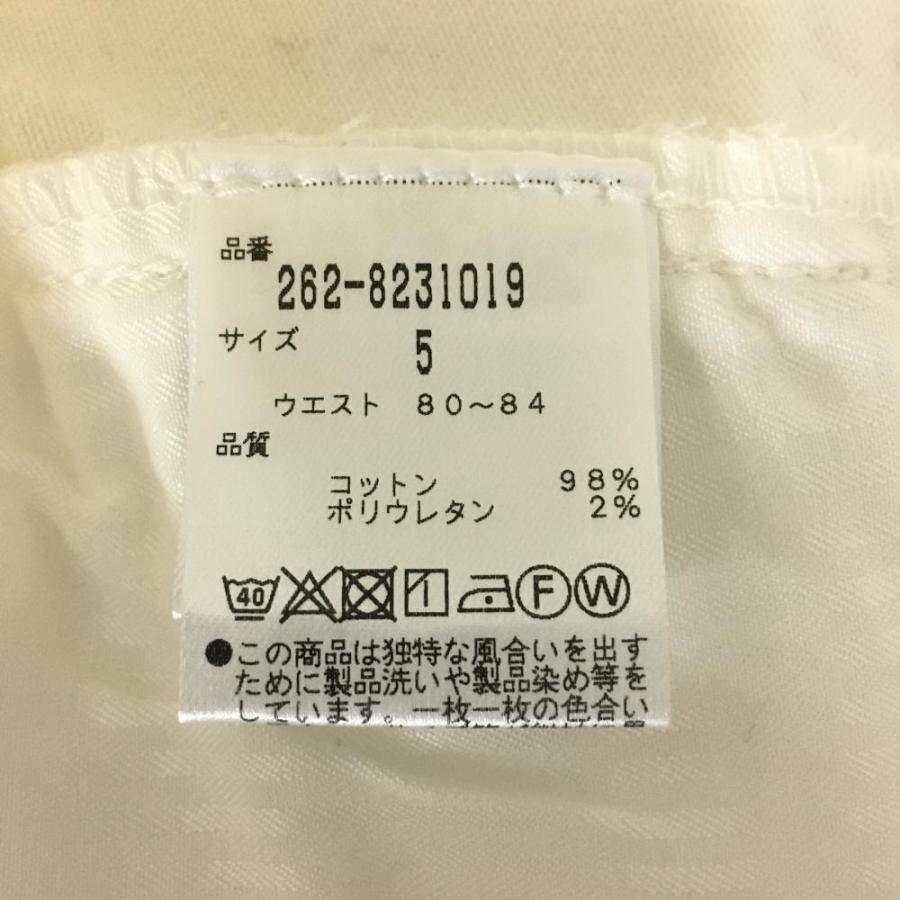 品番
262-8231019
サイズ 5
ウエスト 80～84
品質
コットン 98%
ポリウレタン 2%
40 F W
●この商品は独特な風合いを出す
ために製品洗いや製品染め等を
しています。一枚一枚の色合い